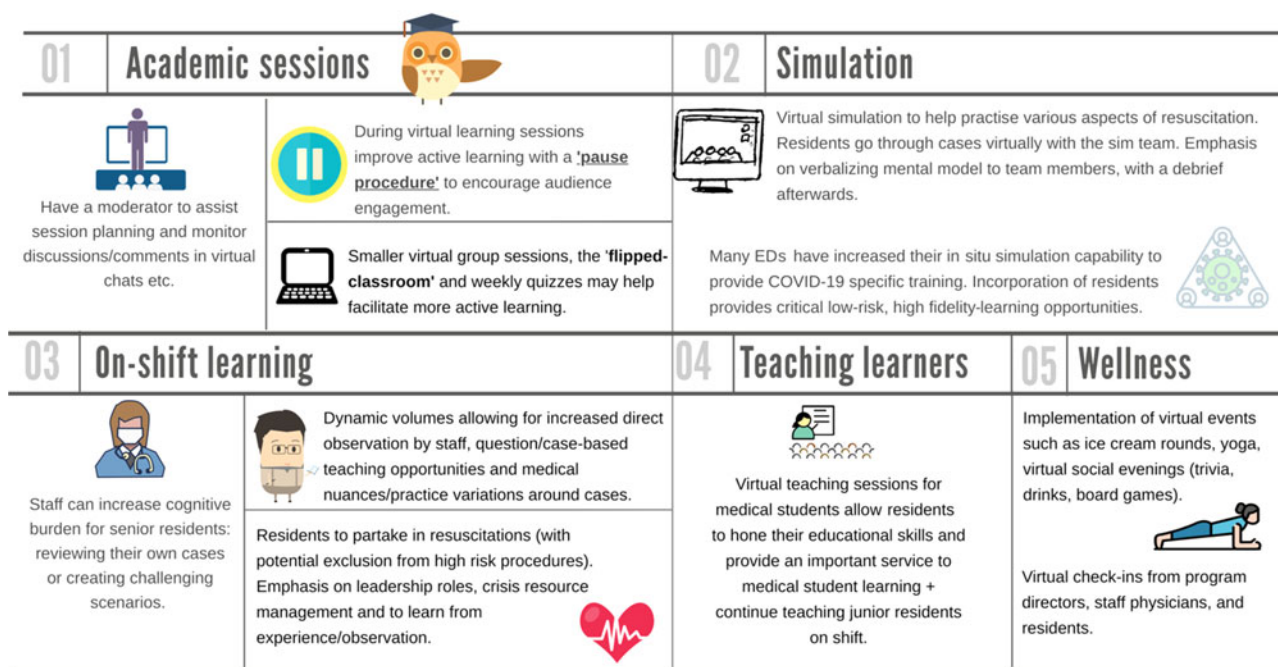 01
Academic sessions
Have a moderator to assist
session planning and monitor
discussions/comments in virtual
chats etc.
During virtual learning sessions
improve active learning with a 'pause
procedure' to encourage audience
engagement.
Smaller virtual group sessions, the 'flipped-
classroom' and weekly quizzes may help
facilitate more active learning.
02
Simulation
Virtual simulation to help practise various aspects of resuscitation.
Residents go through cases virtually with the sim team. Emphasis
on verbalizing mental model to team members, with a debrief
afterwards.
Many EDs have increased their in situ simulation capability to
provide COVID-19 specific training. Incorporation of residents
provides critical low-risk, high fidelity-learning opportunities.
03
On-shift learning
Staff can increase cognitive
burden for senior residents:
reviewing their own cases
or creating challenging
scenarios.
Dynamic volumes allowing for increased direct
observation by staff, question/case-based
teaching opportunities and medical
nuances/practice variations around cases.
Residents to partake in resuscitations (with
potential exclusion from high risk procedures).
Emphasis on leadership roles, crisis resource
management and to learn from
experience/observation.
04
Teaching learners
Virtual teaching sessions for
medical students allow residents
to hone their educational skills and
provide an important service to
medical student learning +
continue teaching junior residents
on shift.
05
Wellness
Implementation of virtual events
such as ice cream rounds, yoga,
virtual social evenings (trivia,
drinks, board games).
Virtual check-ins from program
directors, staff physicians, and
residents.